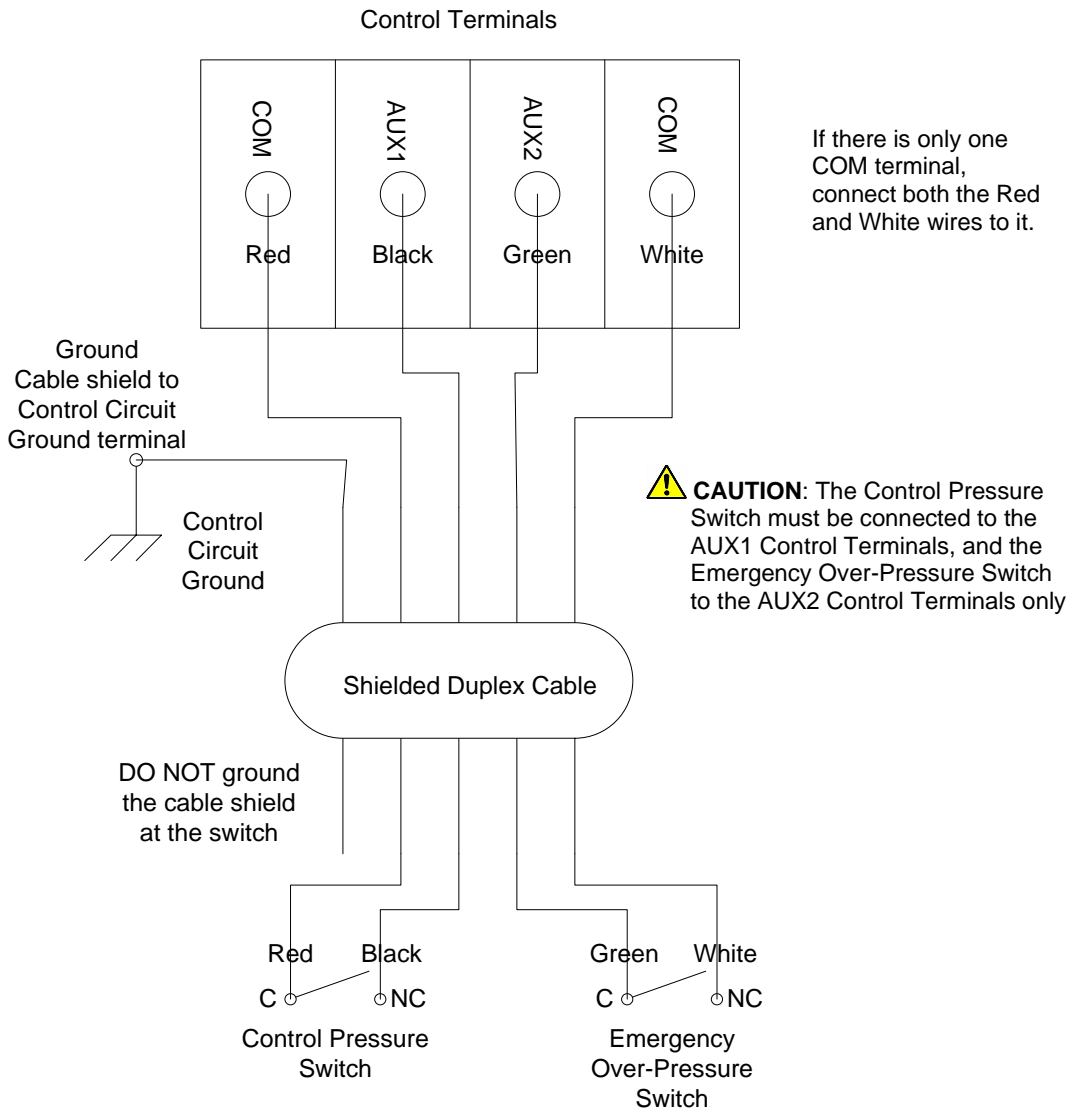 Control Terminals
COM
AUX1
AUX2
COM
Red
Black
Green
White
If there is only one
COM terminal,
connect both the Red
and White wires to it.
Ground
Cable shield to
Control Circuit
Ground terminal
Control
Circuit
Ground
CAUTION: The Control Pressure
Switch must be connected to the
AUX1 Control Terminals, and the
Emergency Over-Pressure Switch
to the AUX2 Control Terminals only
Shielded Duplex Cable
DO NOT ground
the cable shield
at the switch
Red
Black
Green
White
C
NC
C
NC
Control Pressure
Switch
Emergency
Over-Pressure
Switch